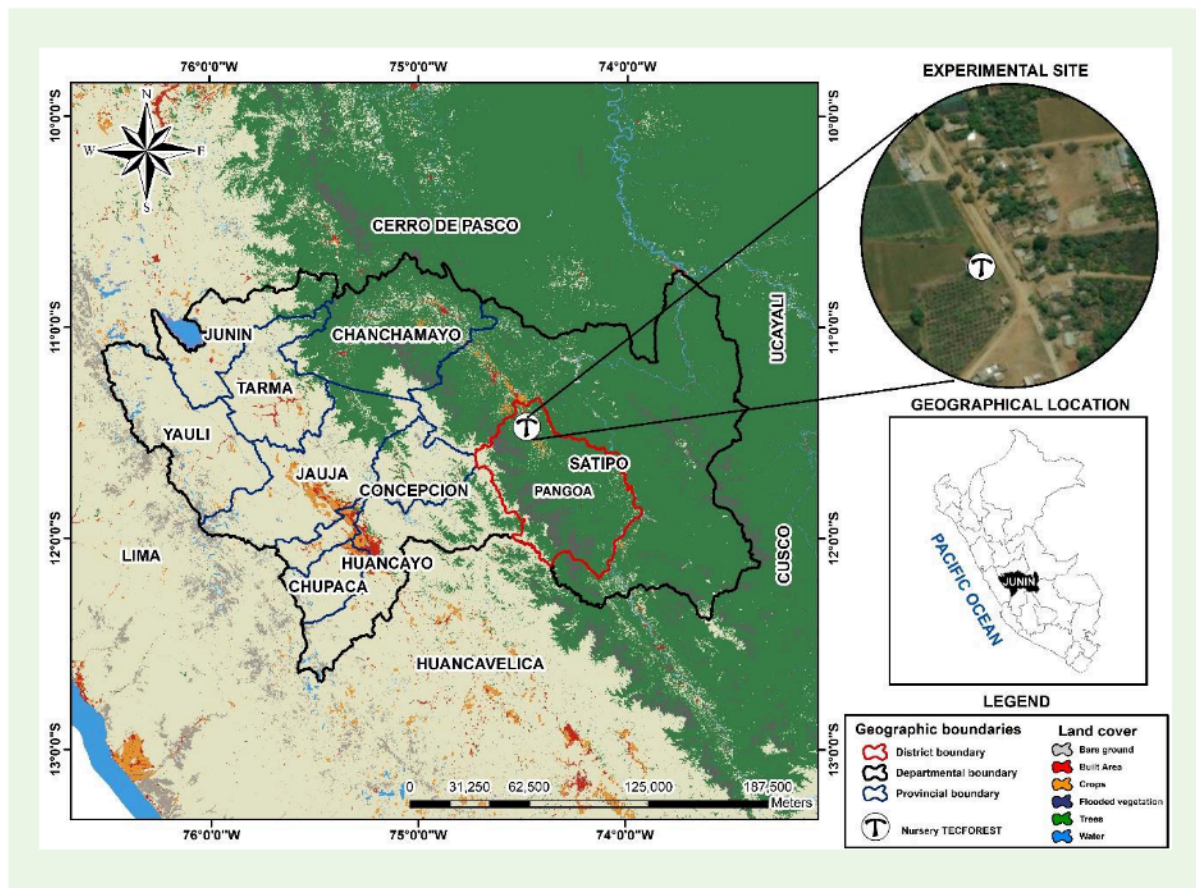 76°0'0"W 75°0'0"W 74°0'0"W
EXPERIMENTAL SITE
10°0'0"S
10°0'0"S
N
W E
S
CERRO DE PASCO
UCAYALI
11°0'0"S
11°0'0"S
JUNIN
CHANCHAMAYO
TARMA
YAULI
JAUJA
CONCEPCION
SATIPO
PANGOA
12°0'0"S
12°0'0"S
LIMA
HUANCAYO
CHUPACA
CUSCO
HUANCAVELICA
13°0'0"S
13°0'0"S
0 31,250 62,500 125,000 187,500
Meters
76°0'0"W 75°0'0"W 74°0'0"W
GEOGRAPHICAL LOCATION
PACIFIC OCEAN
JUNIN
LEGEND
Geographic boundaries
District boundary
Departmental boundary
Provincial boundary
Nursery TECFOREST
Land cover
Bare ground
Built Area
Crops
Flooded vegetation
Trees
Water